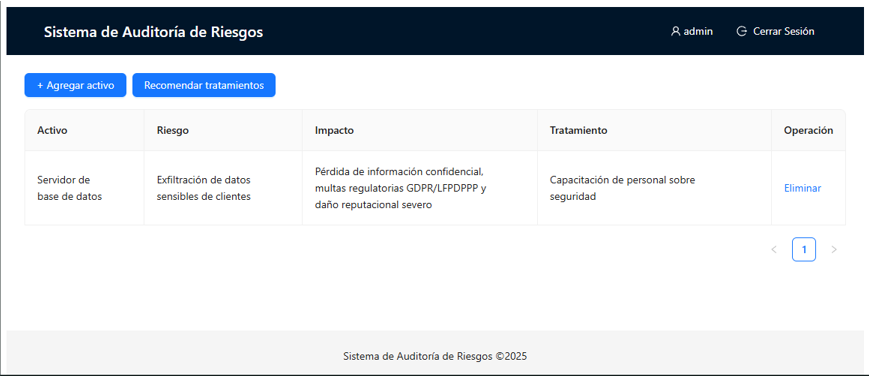 Sistema de Auditoría de Riesgos
admin
Cerrar Sesión
+ Agregar activo
Recomendar tratamientos
Activo
Riesgo
Impacto
Tratamiento
Operación
Servidor de
base de datos
Exfiltración de datos
sensibles de clientes
Pérdida de información confidencial,
multas regulatorias GDPR/LFPDPPP y
daño reputacional severo
Capacitación de personal sobre
seguridad
Eliminar
< 1 >
Sistema de Auditoría de Riesgos ©2025